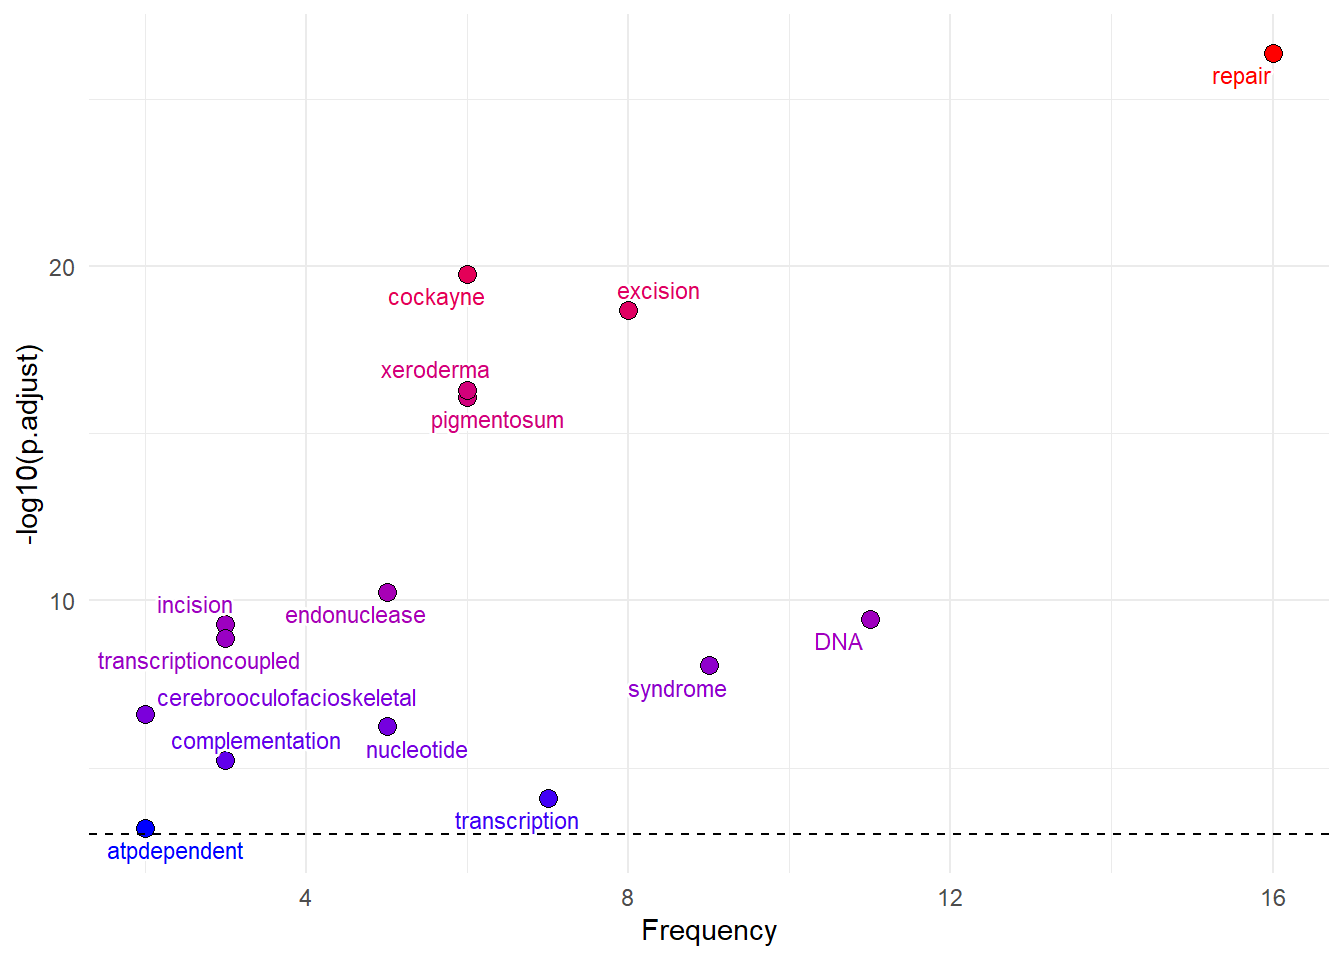 repair
20
cockayne
excision
xeroderma
pigmentosum
-log10(p.adjust)
10
incision
endonuclease
DNA
transcriptioncoupled
syndrome
cerebrooculofacioskeletal
complementation
nucleotide
transcription
atpdependent
4
8
12
16
Frequency